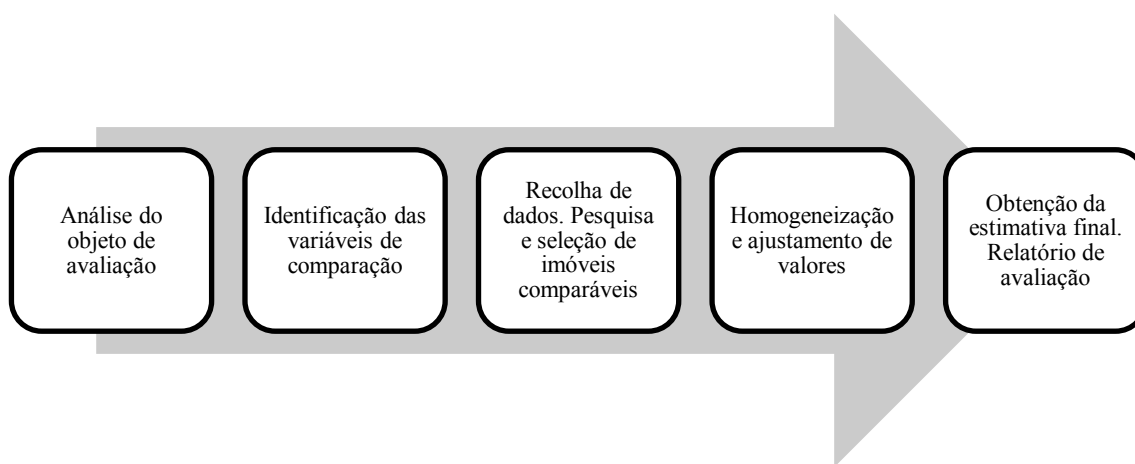 Análise do
objeto de
avaliação
Identificação das
variáveis de
comparação
Recolha de
dados. Pesquisa
e seleção de
imóveis
comparáveis
Homogeneização
e ajustamento de
valores
Obtenção da
estimativa final.
Relatório de
avaliação